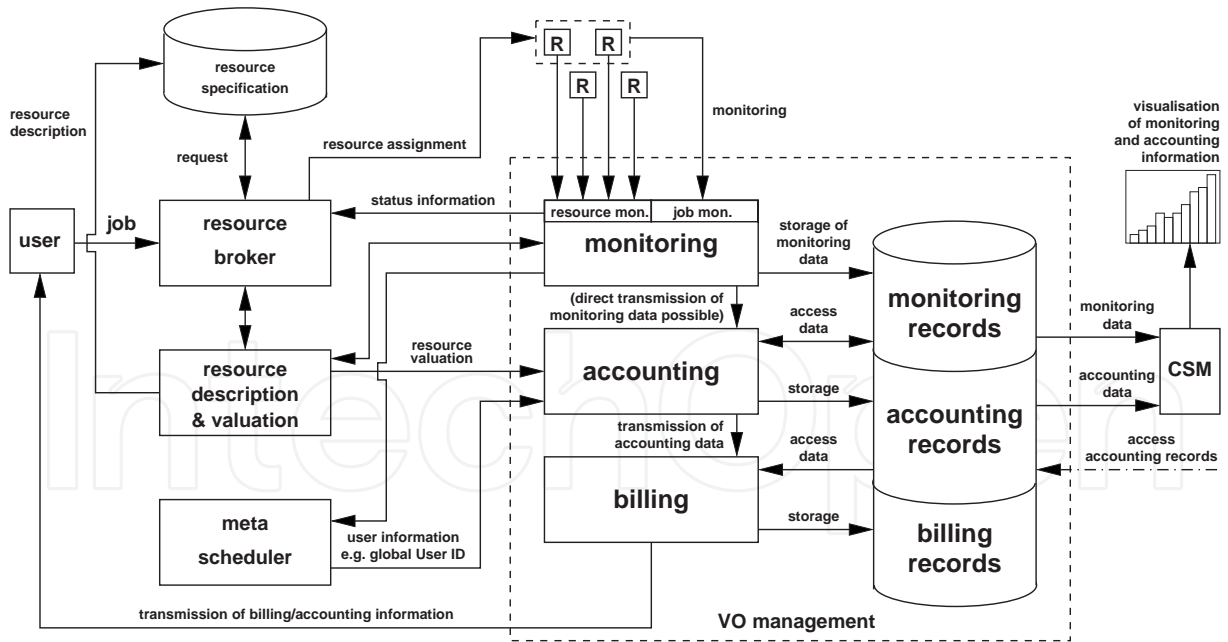 resource
specification
resource
description
request
resource assignment
R
R
R
R
monitoring
visualisation
of monitoring
and accounting
information
user
job
resource
broker
status information
resource mon.
job mon.
monitoring
storage of
monitoring
data
(direct transmission of
monitoring data possible)
monitoring
records
monitoring
data
access
data
resource
description
& valuation
resource
valuation
accounting
storage
accounting
records
accounting
data
CSM
transmission of
accounting data
access
data
access
accounting records
billing
storage
billing
records
meta
scheduler
user information
e.g. global User ID
transmission of billing/accounting information
VO management
IntechOpen